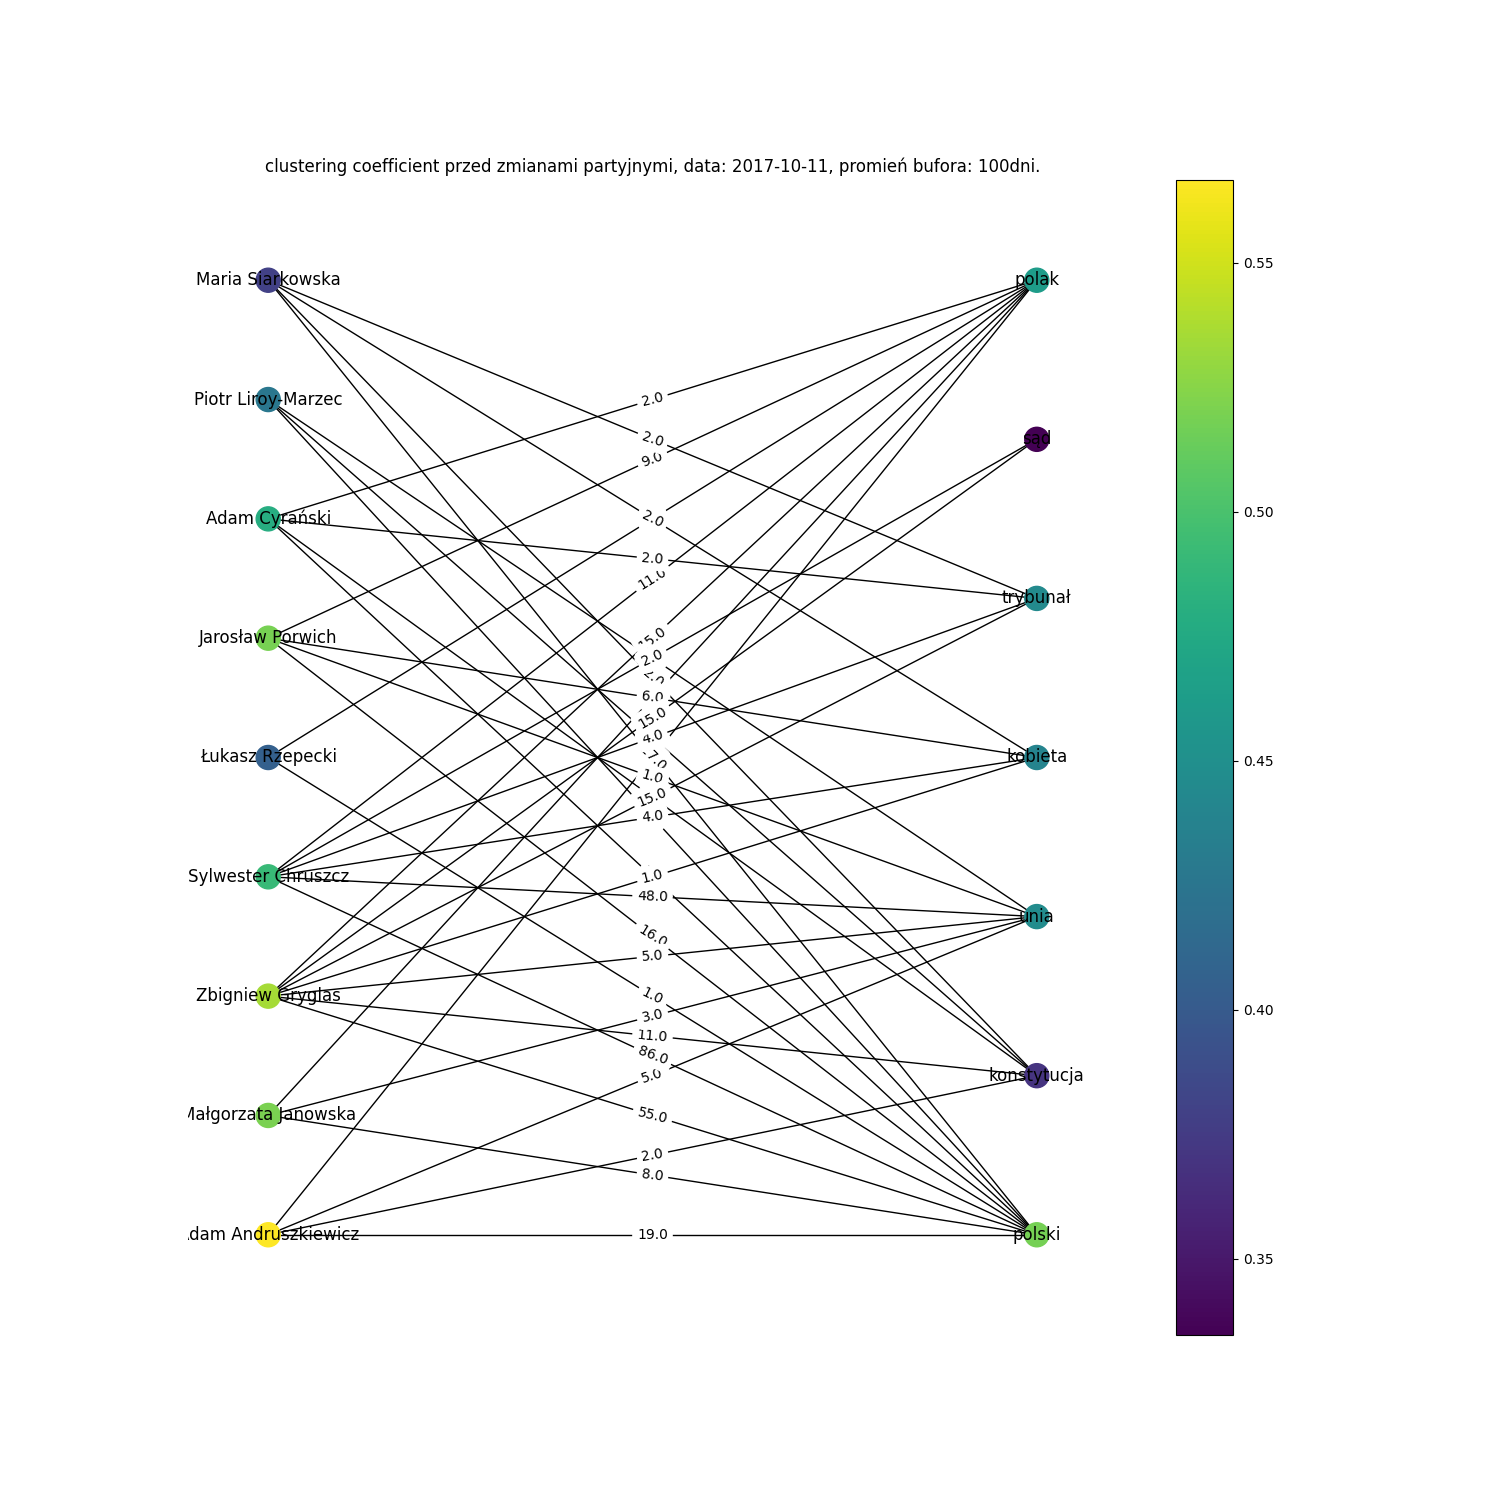 clustering coefficient przed zmianami partyjnymi, data: 2017-10-11, promień bufora: 100dni.
Maria Siarkowska
polak
0.55
Piotr Liroy-Marzec
2.0
2.0
sąd
9.0
Adam Cyrański
2.0
0.50
2.0
11.0
trybunał
Jarosław Porwich
15.0
2.0
6.0
15.0
4.0
Łukasz Rzepecki
kobieta
0.45
1.0
15.0
4.0
Sylwester Chruszcz
1.0
48.0
unia
16.0
5.0
Zbigniew Gryglas
1.0
0.40
3.0
11.0
86.0
5.0
konstytucja
Małgorzata Janowska
55.0
2.0
8.0
dam Andruszkiewicz
19.0
polski
0.35